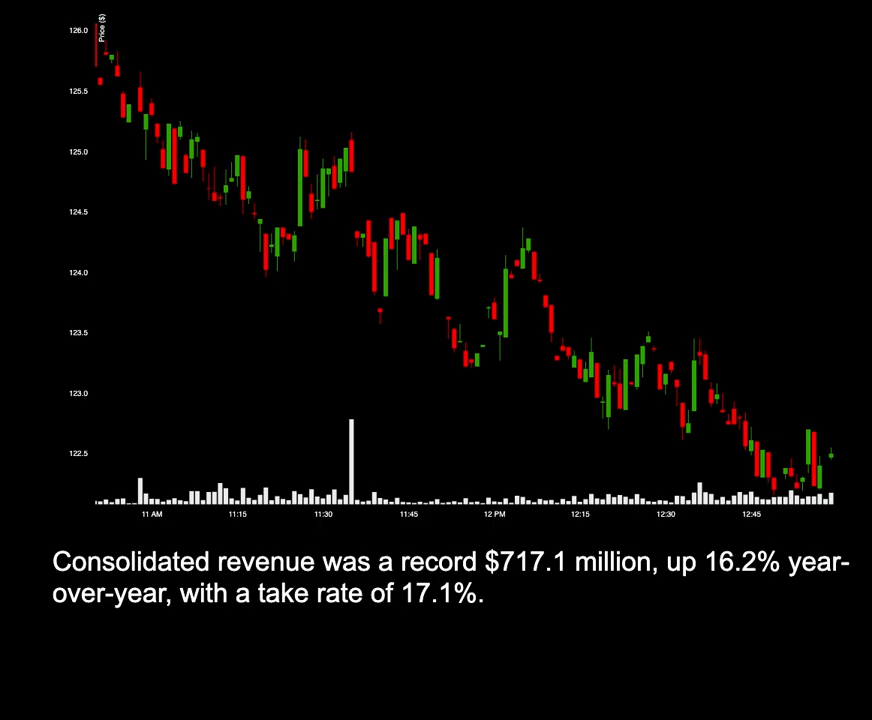 Price ($)
126.0
125.5
125.0
124.5
124.0
123.5
123.0
122.5
11 AM 11:15 11:30 11:45 12 PM 12:15 12:30 12:45
Consolidated revenue was a record $717.1 million, up 16.2% year-
over-year, with a take rate of 17.1%.